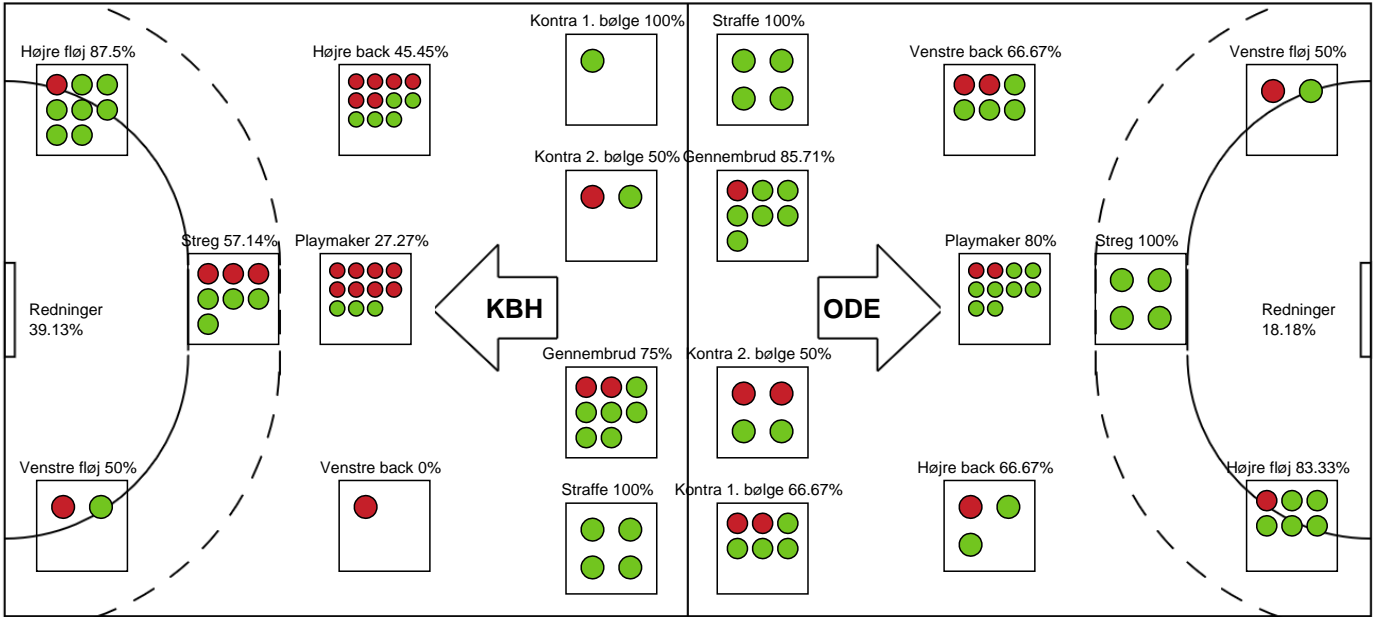 Kontra 1. bølge 100%
Straffe 100%
Højre fløj 87.5%
Højre back 45.45%
Venstre back 66.67%
Venstre fløj 50%
Kontra 2. bølge 50%
Gennembrud 85.71%
Streg 57.14%
Playmaker 27.27%
Playmaker 80%
Streg 100%
Redninger
39.13%
KBH
ODE
Redninger
18.18%
Gennembrud 75%
Kontra 2. bølge 50%
Venstre fløj 50%
Venstre back 0%
Højre back 66.67%
Højre fløj 83.33%
Straffe 100%
Kontra 1. bølge 66.67%